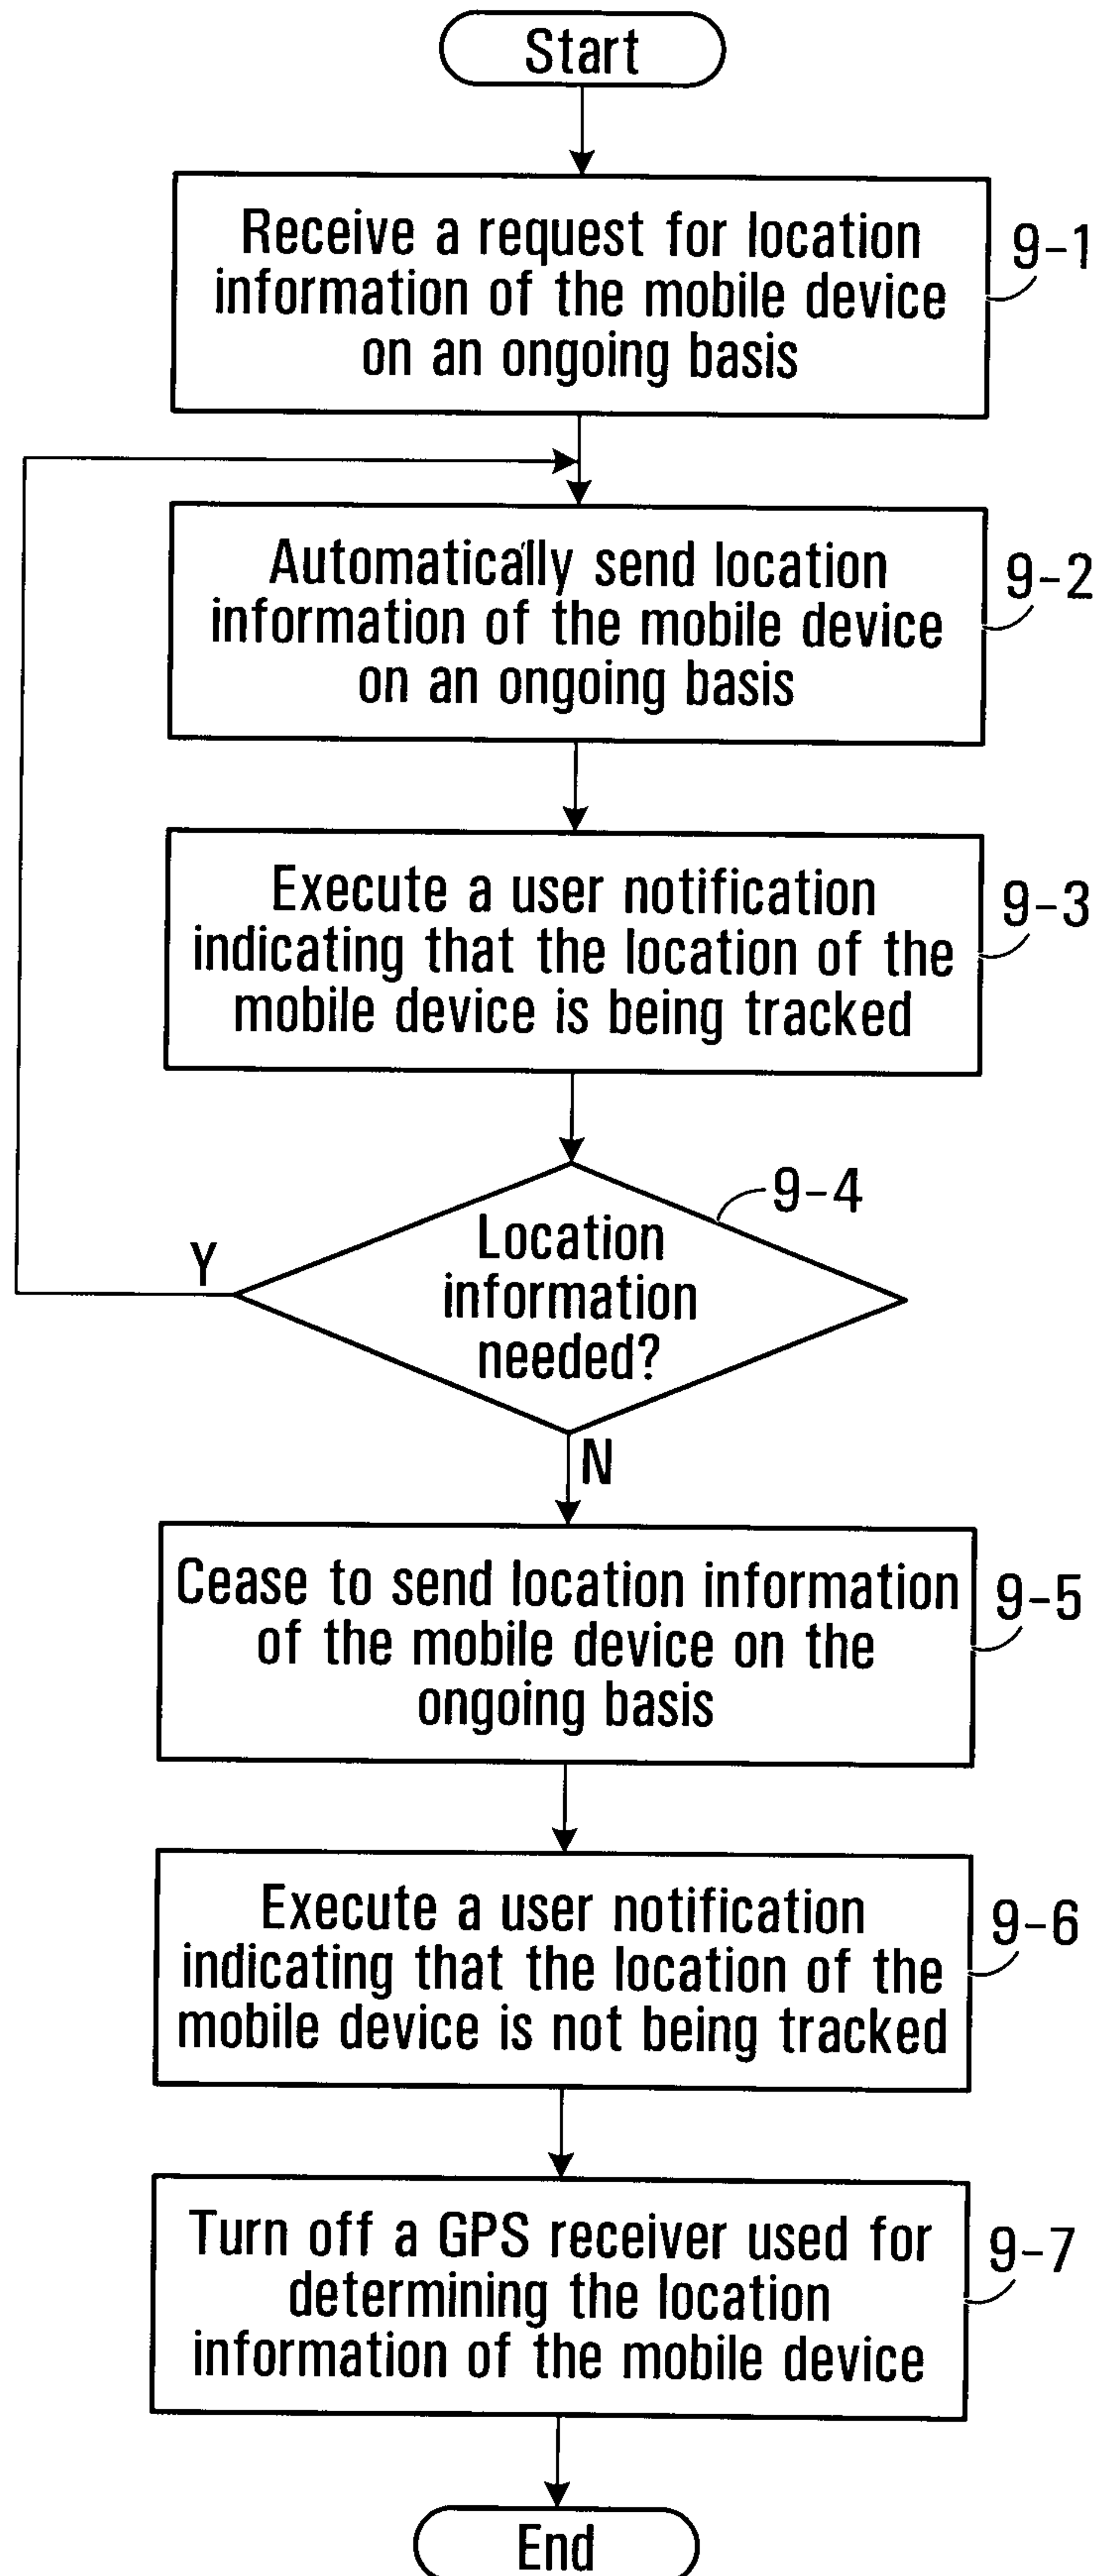 Start
Receive a request for location
information of the mobile device
on an ongoing basis
9-1
Automatically send location
information of the mobile device
on an ongoing basis
9-2
Execute a user notification
indicating that the location of the
mobile device is being tracked
9-3
9-4
Location
information
needed?
Y
N
Cease to send location information
of the mobile device on the
ongoing basis
9-5
Execute a user notification
indicating that the location of the
mobile device is not being tracked
9-6
Turn off a GPS receiver used for
determining the location
information of the mobile device
9-7
End